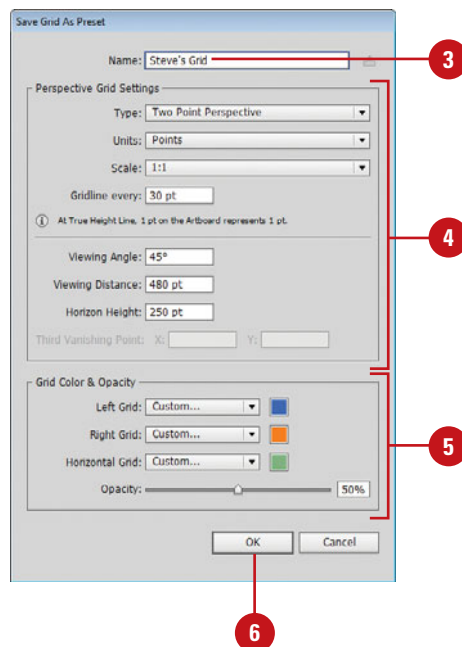 Save Grid As Preset
Name: Steve's Grid
3
Perspective Grid Settings
Type: Two Point Perspective
Units: Points
Scale: 1:1
Gridline every: 30 pt
At True Height Line, 1 pt on the Artboard represents 1 pt.
4
Viewing Angle: 45°
Viewing Distance: 480 pt
Horizon Height: 250 pt
Third Vanishing Point: X: Y:
Grid Color & Opacity
Left Grid: Custom...
Right Grid: Custom...
5
Horizontal Grid: Custom...
Opacity: 50%
OK Cancel
6